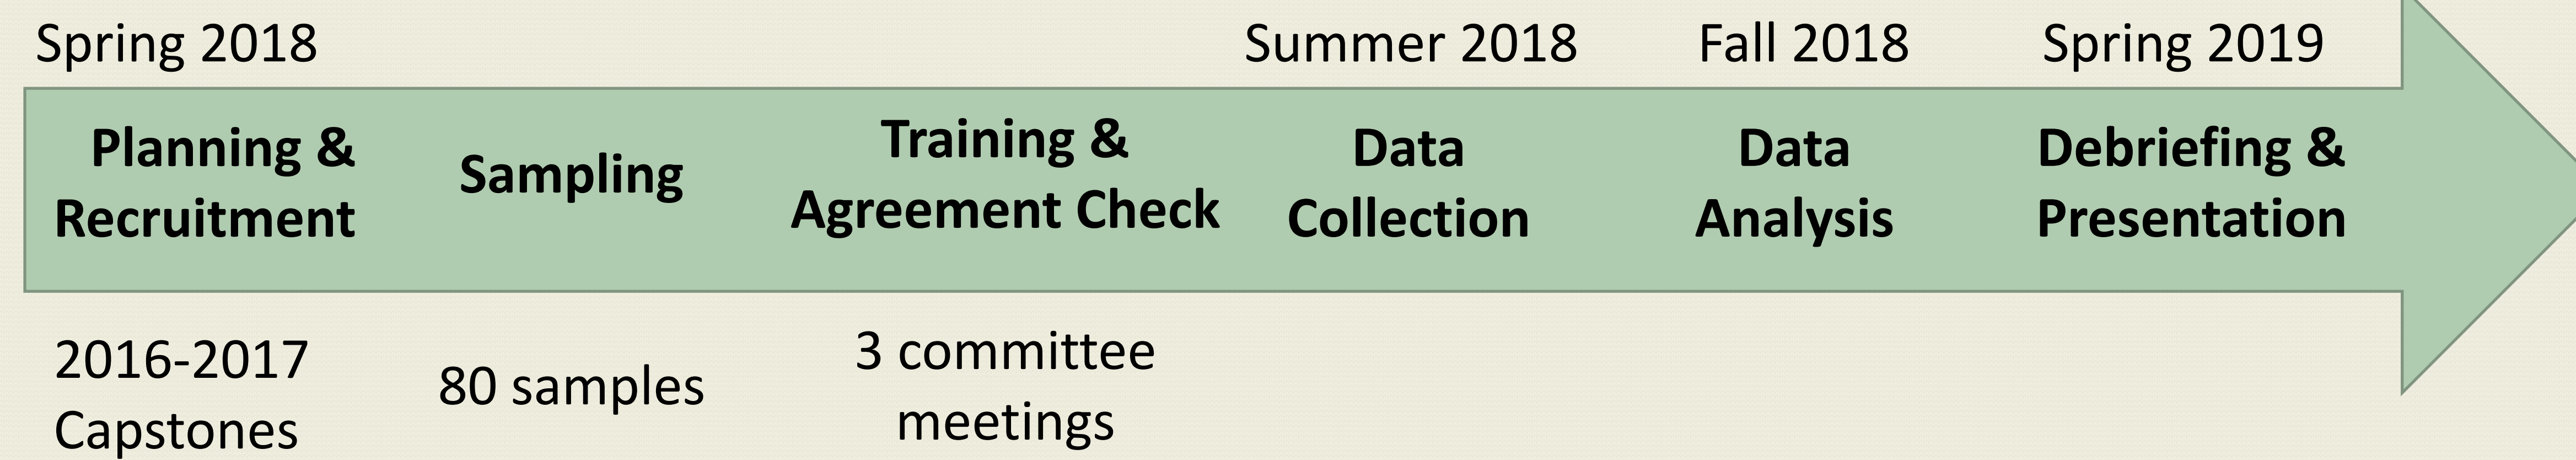 Spring 2018
Summer 2018
Fall 2018
Spring 2019
Planning &
Recruitment
Sampling
Training &
Agreement Check
Data
Collection
Data
Analysis
Debriefing &
Presentation
2016-2017
Capstones
80 samples
3 committee
meetings